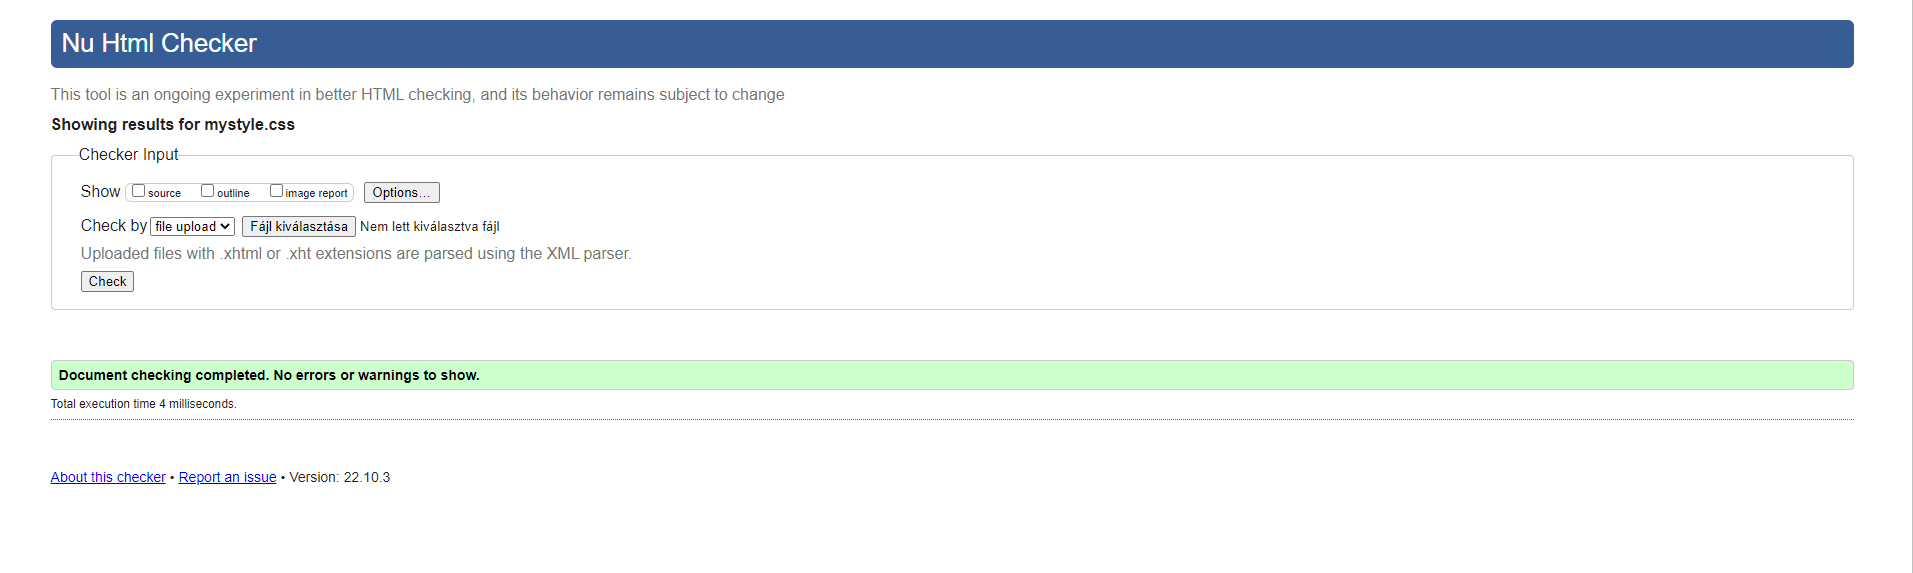 Nu Html Checker
This tool is an ongoing experiment in better HTML checking, and its behavior remains subject to change
Showing results for mystyle.css
Checker Input
Show source outline image report Options...
Check by file upload Fájl kiválasztása Nem lett kiválasztva fájl
Uploaded files with .xhtml or .xht extensions are parsed using the XML parser.
Check
Document checking completed. No errors or warnings to show.
Total execution time 4 milliseconds.
About this checker • Report an issue • Version: 22.10.3